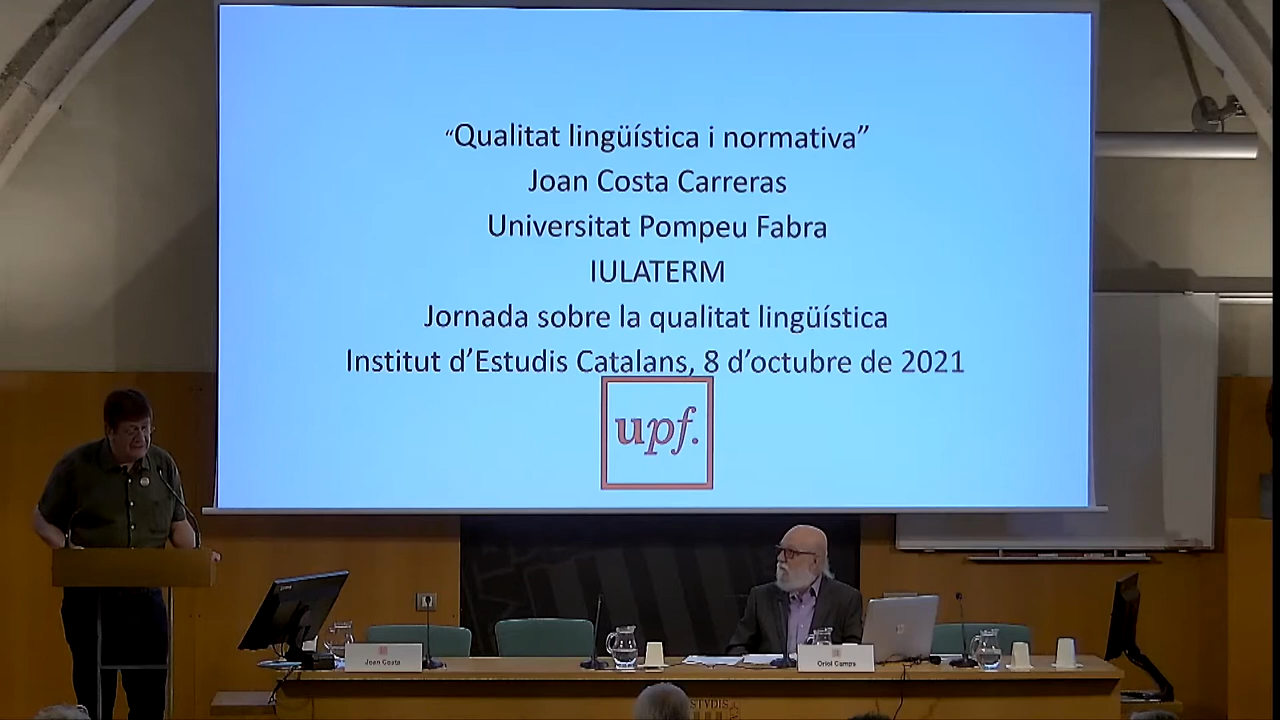 “Qualitat lingüística i normativa”
Joan Costa Carreras
Universitat Pompeu Fabra
IULATERM
Jornada sobre la qualitat lingüística
Institut d’Estudis Catalans, 8 d’octubre de 2021
upf.
Joan Costa
Oriol Camps
STVDIS